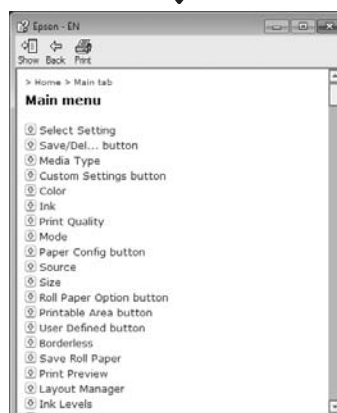 Epson - EN
Show Back Print
> Home > Main tab
Main menu
Select Setting
Save/Del... button
Media Type
Custom Settings button
Color
Ink
Print Quality
Mode
Paper Config button
Source
Size
Roll Paper Option button
Printable Area button
User Defined button
Borderless
Save Roll Paper
Print Preview
Layout Manager
Ink Levels